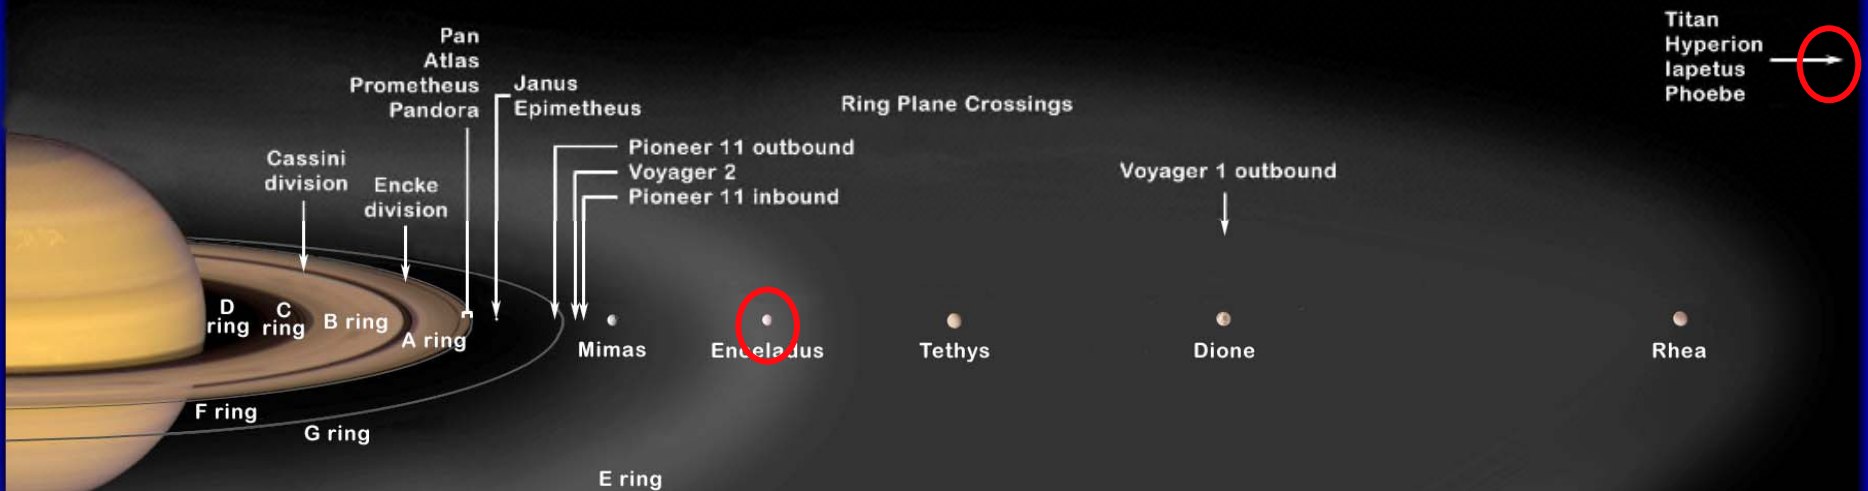 Pan
Atlas
Prometheus
Pandora
Janus
Epimetheus
Titan
Hyperion
Iapetus
Phoebe
Ring Plane Crossings
Pioneer 11 outbound
Voyager 2
Pioneer 11 inbound
Voyager 1 outbound
Cassini
division
Encke
division
D
ring
C
ring
B ring
A ring
Mimas
Enceladus
Tethys
Dione
Rhea
F ring
G ring
E ring